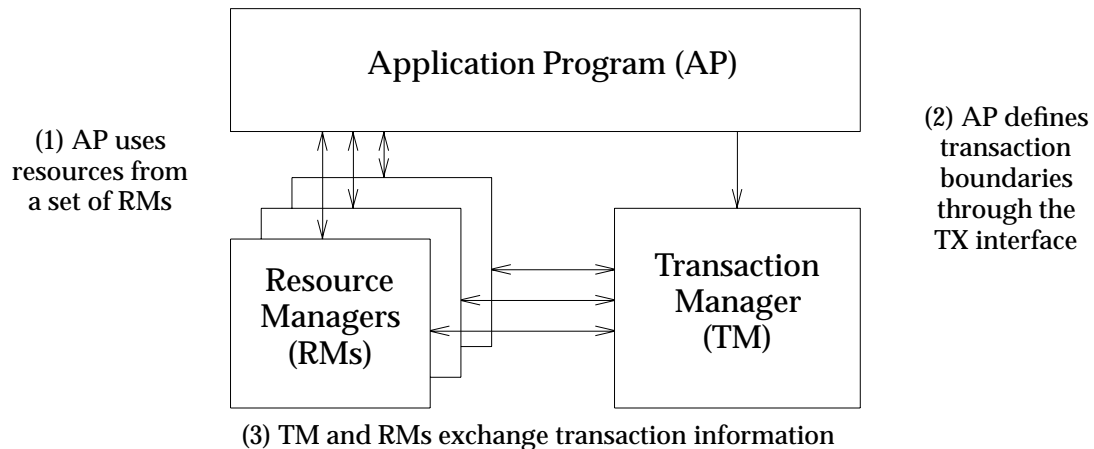 Application Program (AP)
(1) AP uses
resources from
a set of RMs
(2) AP defines
transaction
boundaries
through the
TX interface
Resource
Managers
(RMs)
Transaction
Manager
(TM)
(3) TM and RMs exchange transaction information